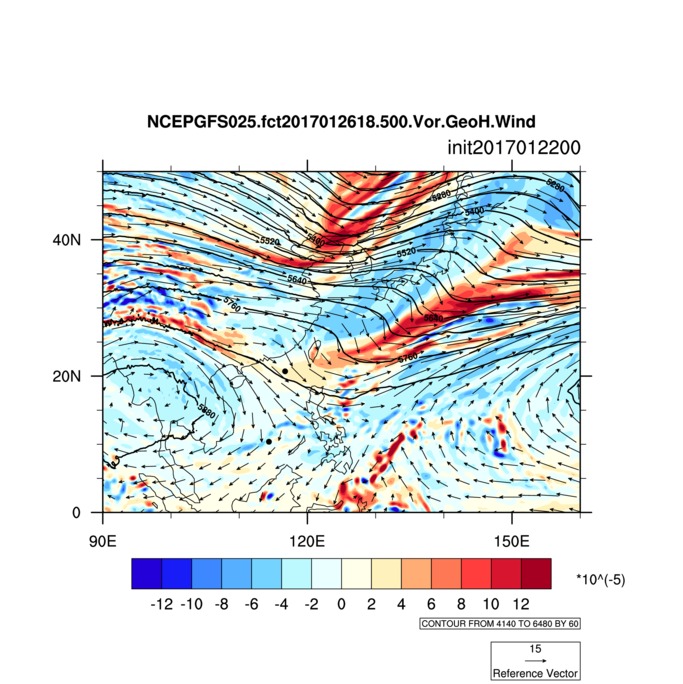 NCEPGFS025.fct2017012618.500.Vor.GeoH.Wind
init2017012200
5280
5280
5400
5460
5520
5520
5640
5760
5640
5760
5880
40N
20N
0
90E 120E 150E
-12 -10 -8 -6 -4 -2 0 2 4 6 8 10 12
*10^(-5)
CONTOUR FROM 4140 TO 6480 BY 60
15
Reference Vector